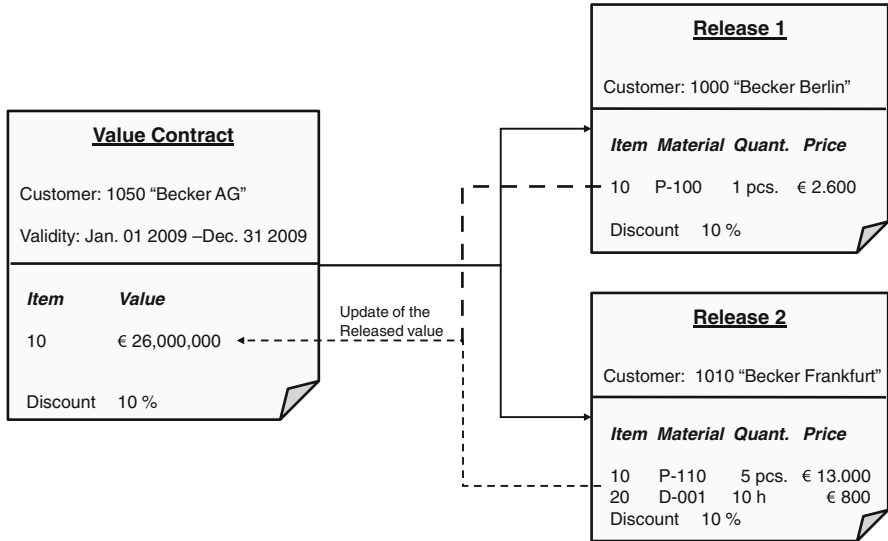 Value Contract
Customer: 1050 “Becker AG”
Validity: Jan. 01 2009 –Dec. 31 2009
Item Value
10 € 26,000,000
Discount 10 %
Update of the
Released value
Release 1
Customer: 1000 “Becker Berlin”
Item Material Quant. Price
10 P-100 1 pcs. € 2.600
Discount 10 %
Release 2
Customer: 1010 “Becker Frankfurt”
Item Material Quant. Price
10 P-110 5 pcs. € 13.000
20 D-001 10 h € 800
Discount 10 %